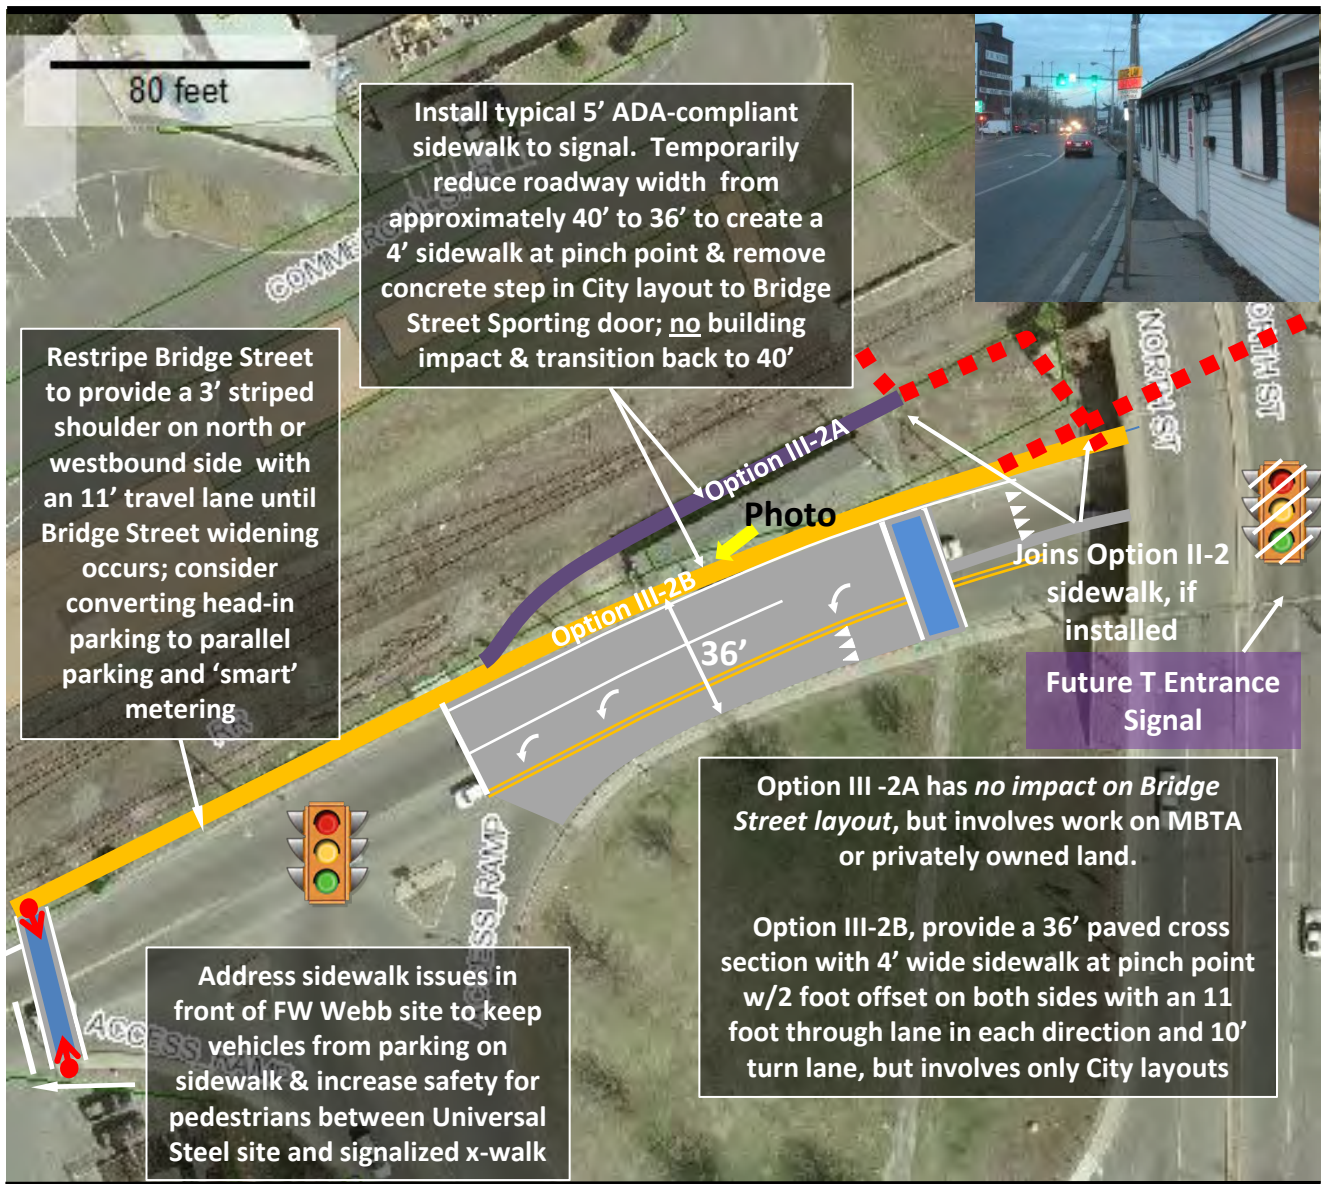 80 feet
Install typical 5’ ADA-compliant
sidewalk to signal.  Temporarily
reduce roadway width  from
approximately 40’ to 36’ to create a
4’ sidewalk at pinch point & remove
concrete step in City layout to Bridge
Street Sporting door; no building
impact & transition back to 40’
Restripe Bridge Street
to provide a 3’ striped
shoulder on north or
westbound side  with
an 11’ travel lane until
Bridge Street widening
occurs; consider
converting head-in
parking to parallel
parking and ‘smart’
metering
NORTH ST
Option III-2A
Photo
Option III-2B
36’
Joins Option II-2
sidewalk, if
installed
Future T Entrance
Signal
Option III -2A has no impact on Bridge
Street layout, but involves work on MBTA
or privately owned land.
Option III-2B, provide a 36’ paved cross
section with 4’ wide sidewalk at pinch point
w/2 foot offset on both sides with an 11
foot through lane in each direction and 10’
turn lane, but involves only City layouts
Address sidewalk issues in
front of FW Webb site to keep
vehicles from parking on
sidewalk & increase safety for
pedestrians between Universal
Steel site and signalized x-walk